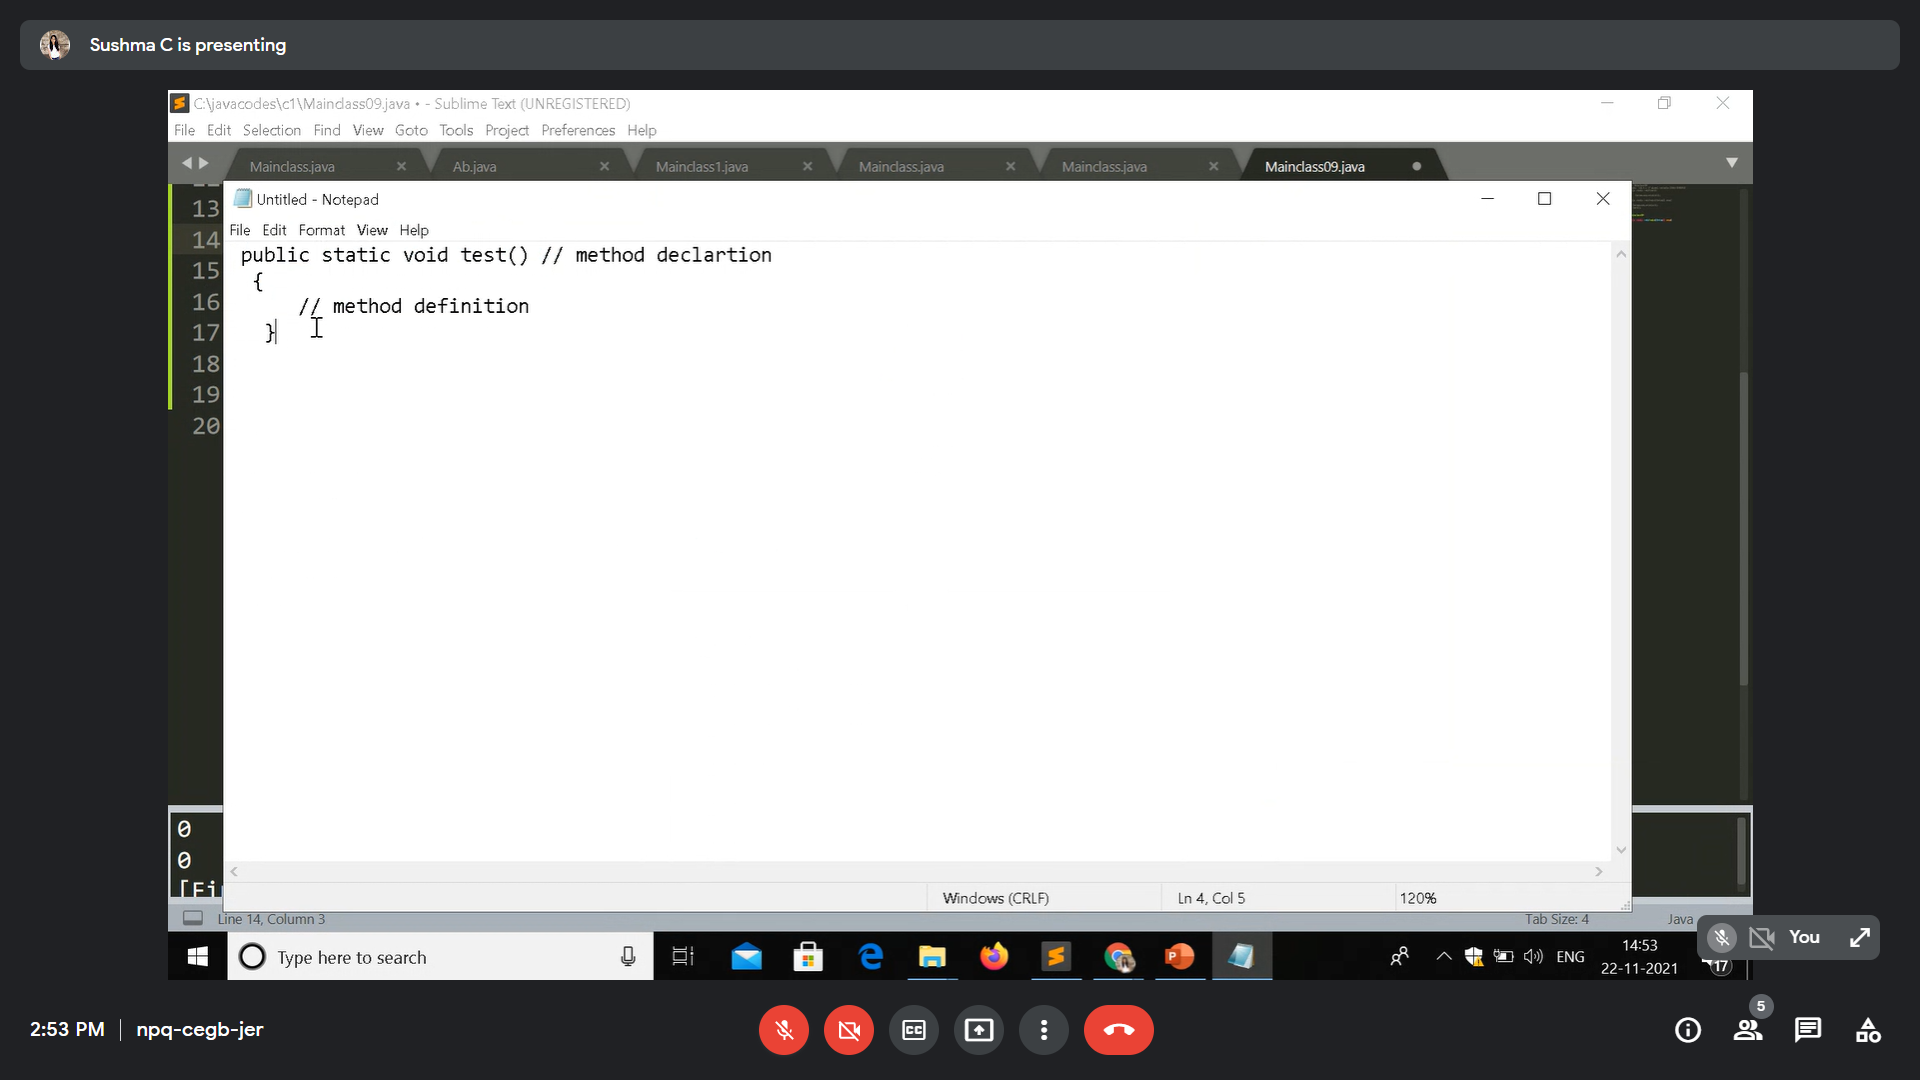 Sushma C is presenting
C:\javacodes\c1\Mainclass09.java • - Sublime Text (UNREGISTERED)
File Edit Selection Find View Goto Tools Project Preferences Help
Mainclass.java Ab.java Mainclass1.java Mainclass.java Mainclass.java Mainclass09.java
Untitled - Notepad
File Edit Format View Help
public static void test() // method declartion
{
// method definition
}
13
14
15
16
17
18
19
20
0
0
[Fi
Windows (CRLF) Ln 4, Col 5 120%
Line 14, Column 3 Tab Size: 4 Java
You
Type here to search
ENG
14:53
22-11-2021
17
2:53 PM npq-cegb-jer
5